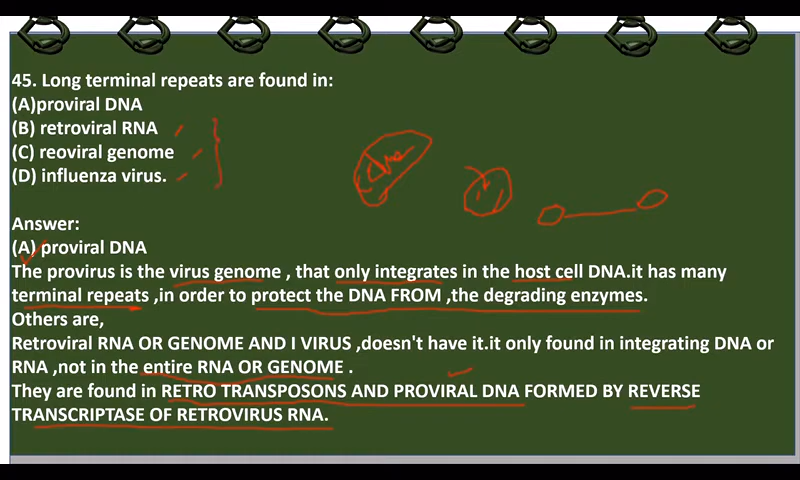 45. Long terminal repeats are found in:
(A)proviral DNA
(B) retroviral RNA
(C) reoviral genome
(D) influenza virus.
Answer:
(A) proviral DNA
The provirus is the virus genome , that only integrates in the host cell DNA.it has many
terminal repeats ,in order to protect the DNA FROM ,the degrading enzymes.
Others are,
Retroviral RNA OR GENOME AND I VIRUS ,doesn't have it.it only found in integrating DNA or
RNA ,not in the entire RNA OR GENOME .
They are found in RETRO TRANSPOSONS AND PROVIRAL DNA FORMED BY REVERSE
TRANSCRIPTASE OF RETROVIRUS RNA.